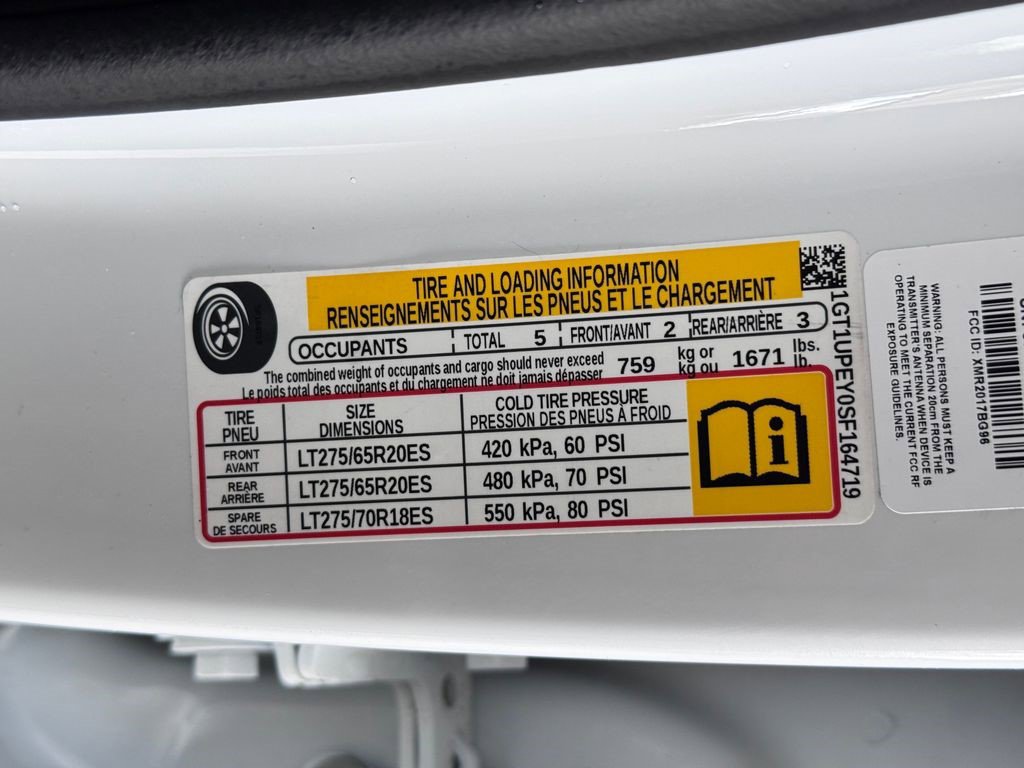 TIRE AND LOADING INFORMATION
RENSEIGNEMENTS SUR LES PNEUS ET LE CHARGEMENT
OCCUPANTS TOTAL 5 FRONT/AVANT 2 REAR/ARRIÈRE 3
The combined weight of occupants and cargo should never exceed 759 kg or 1671 lbs.
Le poids total des occupants et du chargement ne doit jamais dépasser kg ou lb.
TIRE SIZE COLD TIRE PRESSURE
PNEU DIMENSIONS PRESSION DES PNEUS À FROID
FRONT
AVANT LT275/65R20ES 420 kPa, 60 PSI
REAR
ARRIÈRE LT275/65R20ES 480 kPa, 70 PSI
SPARE
DE SECOURS LT275/70R18ES 550 kPa, 80 PSI
1GT1UPEY0SF164719
FCC ID: XMR2017BG96
WARNING: ALL PERSONS MUST KEEP A
MINIMUM SEPARATION 20cm FROM THE
TRANSMITTER'S ANTENNA WHEN DEVICE IS
OPERATING TO MEET THE CURRENT FCC RF
EXPOSURE GUIDELINES.